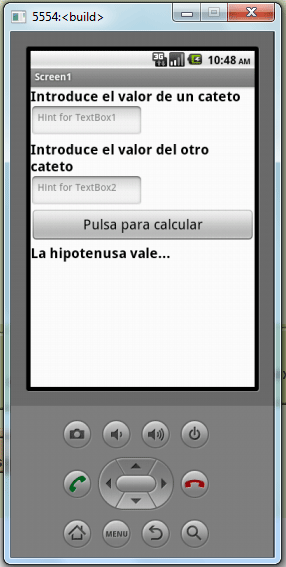 5554:<build>
3G
10:48 AM
Screen1
Introduce el valor de un cateto
Hint for TextBox1
Introduce el valor del otro
cateto
Hint for TextBox2
Pulsa para calcular
La hipotenusa vale...
MENU